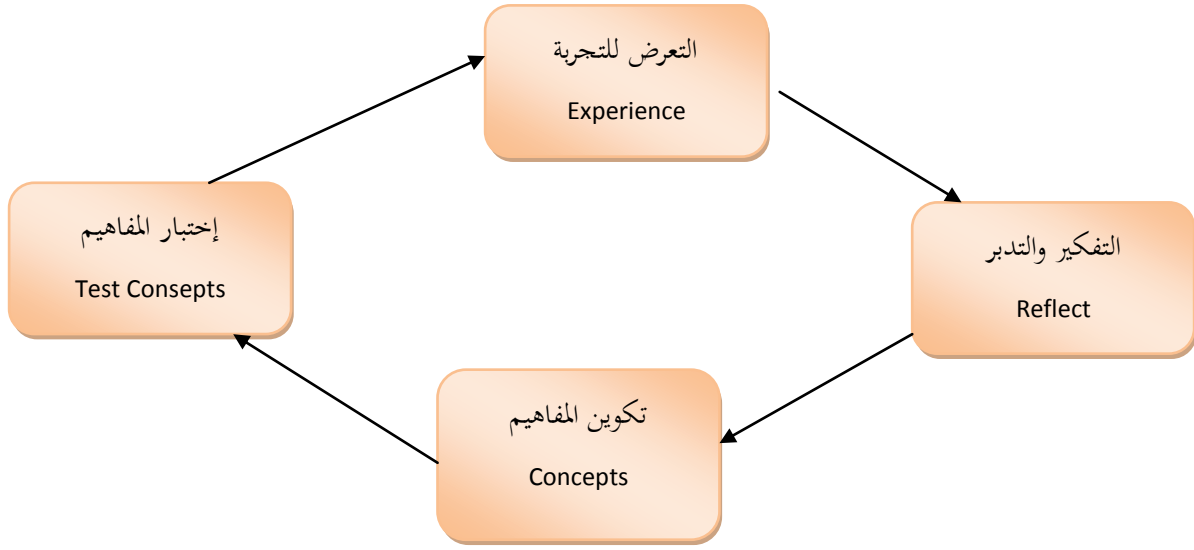 التعرض للتجربة
Experience
التفكير والتدبر
Reflect
تكوين المفاهيم
Concepts
إختبار المفاهيم
Test Consepts